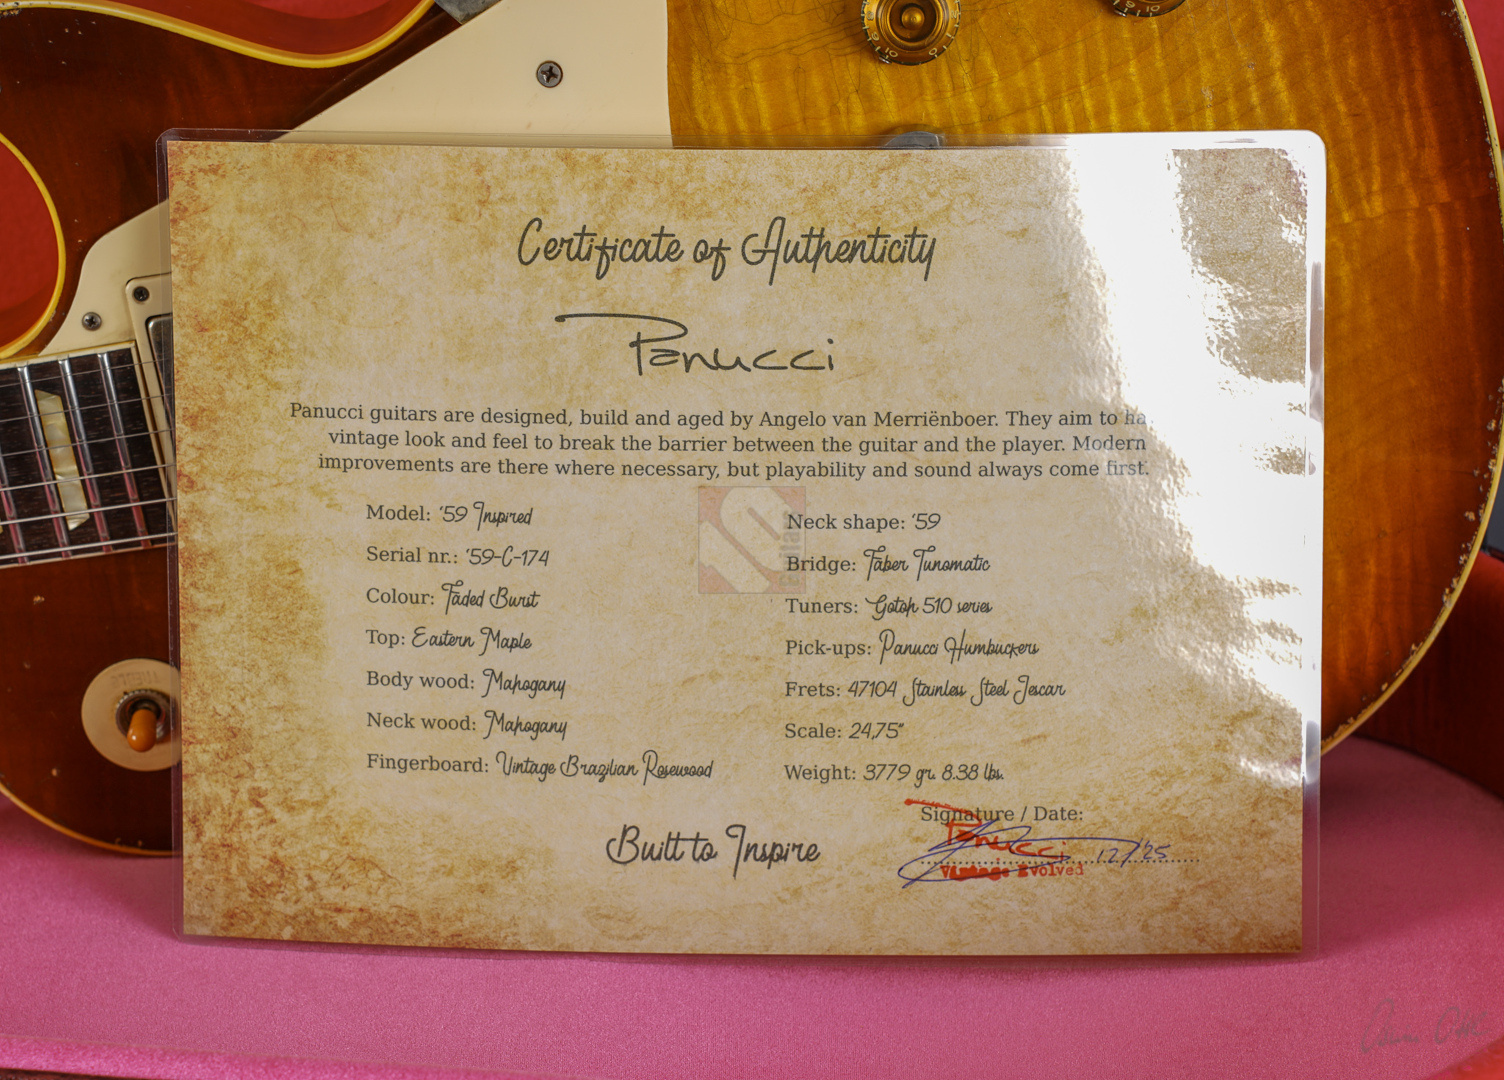 Certificate of Authenticity
Panucci
Panucci guitars are designed, build and aged by Angelo van Merriënboer. They aim to ha
vintage look and feel to break the barrier between the guitar and the player. Modern
improvements are there where necessary, but playability and sound always come first.
Model: '59 Inspired
Serial nr.: '59-C-174
Colour: Faded Burst
Top: Eastern Maple
Body wood: Mahogany
Neck wood: Mahogany
Fingerboard: Vintage Brazilian Rosewood
Neck shape: '59
Bridge: Faber Tunomatic
Tuners: Gotoh 510 series
Pick-ups: Panucci Humbuckers
Frets: 47104 Stainless Steel Jescar
Scale: 24,75"
Weight: 3779 gr. 8.38 lbs.
Signature / Date:
Panucci
12/'25
Vintage Evolved
Built to Inspire